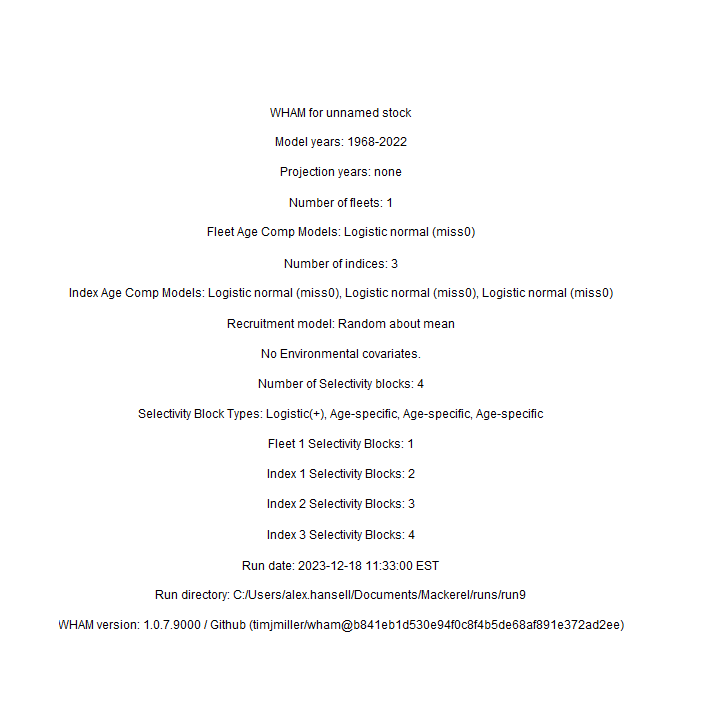 WHAM for unnamed stock
Model years: 1968-2022
Projection years: none
Number of fleets: 1
Fleet Age Comp Models: Logistic normal (miss0)
Number of indices: 3
Index Age Comp Models: Logistic normal (miss0), Logistic normal (miss0), Logistic normal (miss0)
Recruitment model: Random about mean
No Environmental covariates.
Number of Selectivity blocks: 4
Selectivity Block Types: Logistic(+), Age-specific, Age-specific, Age-specific
Fleet 1 Selectivity Blocks: 1
Index 1 Selectivity Blocks: 2
Index 2 Selectivity Blocks: 3
Index 3 Selectivity Blocks: 4
Run date: 2023-12-18 11:33:00 EST
Run directory: C:/Users/alex.hansell/Documents/Mackerel/runs/run9
WHAM version: 1.0.7.9000 / Github (timjmiller/wham@b841eb1d530e94f0c8f4b5de68af891e372ad2ee)